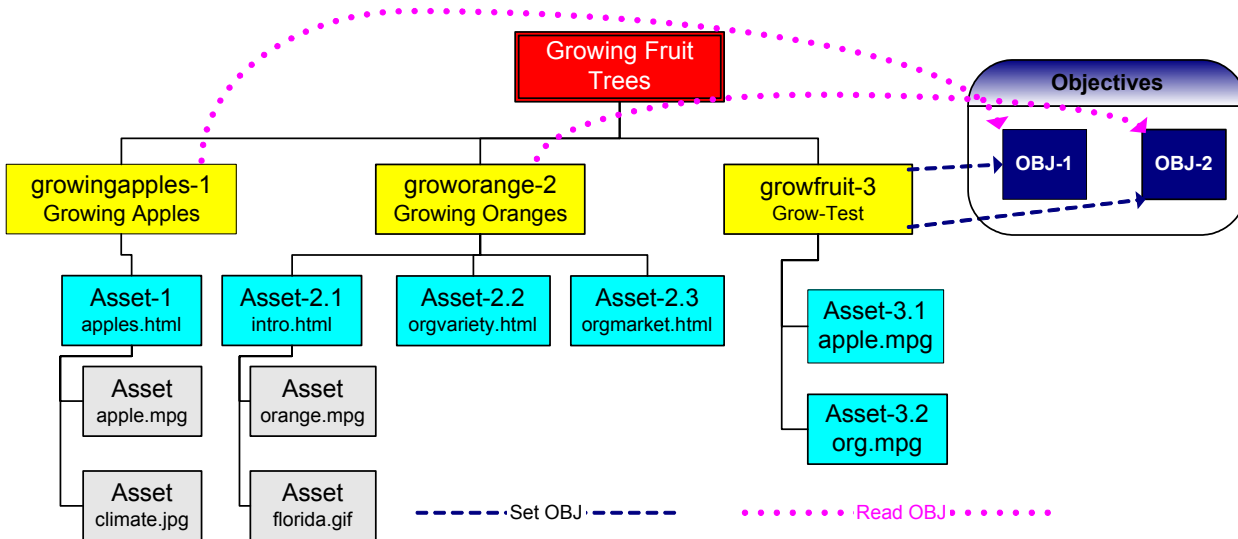 Growing Fruit
Trees
Objectives
OBJ-1
OBJ-2
growingapples-1
Growing Apples
groworange-2
Growing Oranges
growfruit-3
Grow-Test
Asset-1
apples.html
Asset-2.1
intro.html
Asset-2.2
orgvariety.html
Asset-2.3
orgmarket.html
Asset-3.1
apple.mpg
Asset
apple.mpg
Asset
orange.mpg
Asset-3.2
org.mpg
Asset
climate.jpg
Asset
florida.gif
Set OBJ
Read OBJ